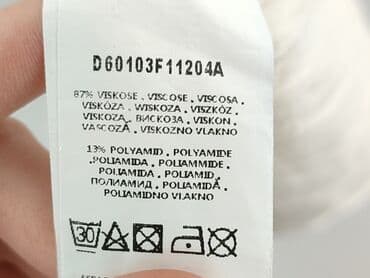 D60103F11204A
87% VISKOSE . VISCOSE . VISCOSA .
VISKÓZA . WISKOZA . VISZKÓZ .
VISKOZA . ВИСКОЗА . VISKON .
VASCOZĂ . VISKOZNO VLAKNO
13% POLYAMID . POLYAMIDE
. POLIAMIDA . POLIAMMIDE .
POLIAMIDA . POLIAMID .
ПОЛИАМИД . POLIAMIDĂ .
POLIAMIDNO VLAKNO
30